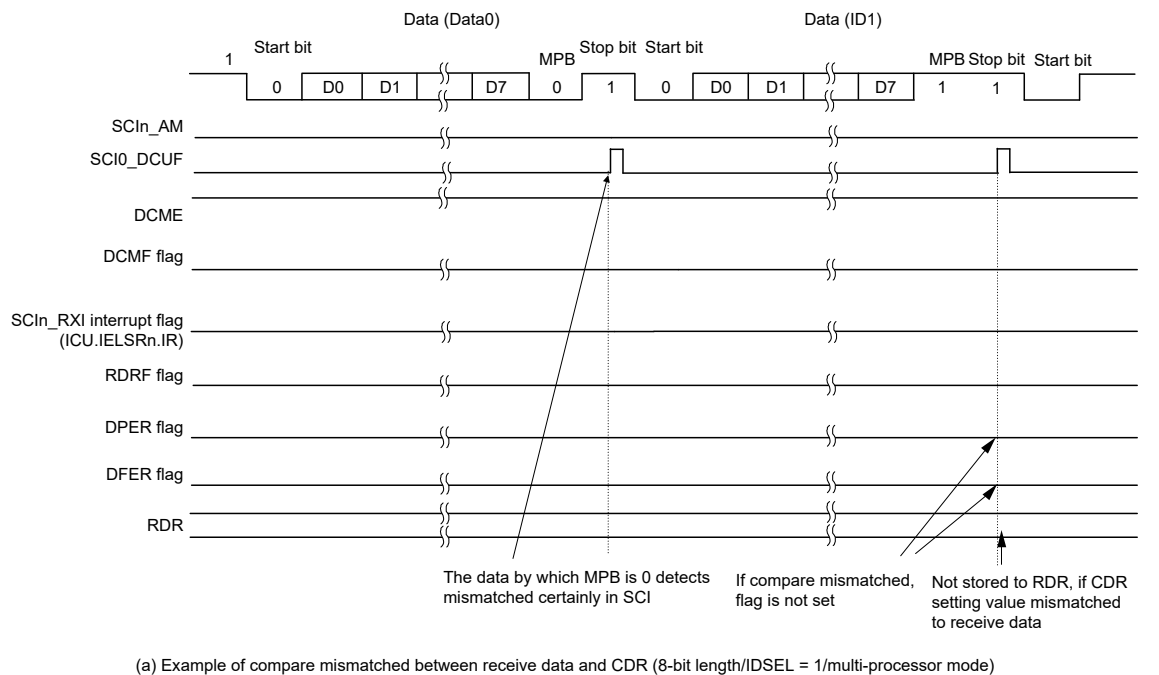 Data (Data0) Data (ID1)
1 Start bit MPB Stop bit Start bit MPB Stop bit Start bit
0 D0 D1 D7 0 1 0 D0 D1 D7 1 1
SCIn_AM
SCI0_DCUF
DCME
DCMF flag
SCIn_RXI interrupt flag
(ICU.IELSRn.IR)
RDRF flag
DPER flag
DFER flag
RDR
The data by which MPB is 0 detects
mismatched certainly in SCI
If compare mismatched,
flag is not set
Not stored to RDR, if CDR
setting value mismatched
to receive data
(a) Example of compare mismatched between receive data and CDR (8-bit length/IDSEL = 1/multi-processor mode)